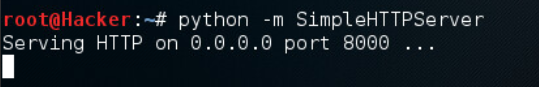 root@Hacker:~# python -m SimpleHTTPServer
Serving HTTP on 0.0.0.0 port 8000 ...